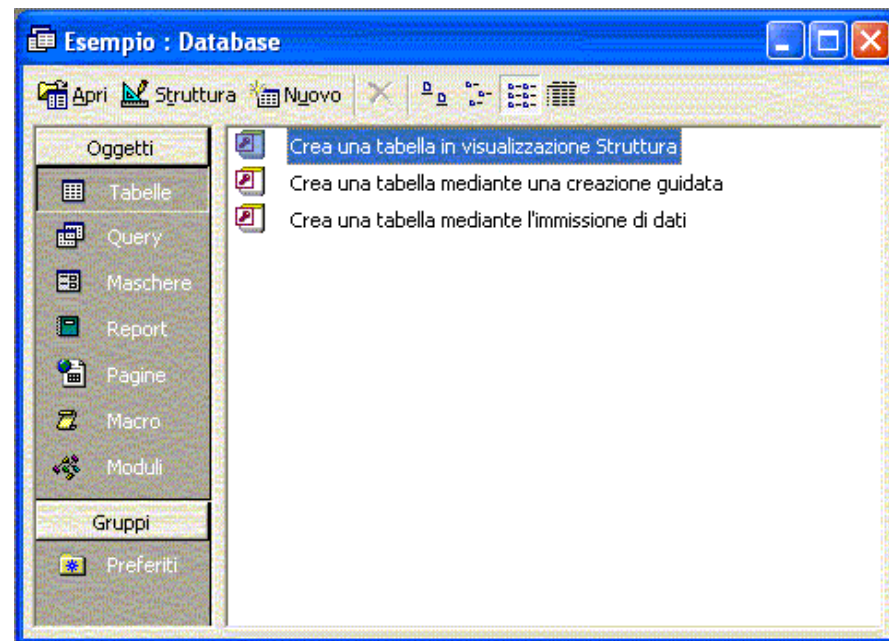 Esempio : Database
Apri Struttura Nuovo
Oggetti
Tabelle
Query
Maschere
Report
Pagine
Macro
Moduli
Gruppi
Preferiti
Crea una tabella in visualizzazione Struttura
Crea una tabella mediante una creazione guidata
Crea una tabella mediante l'immissione di dati